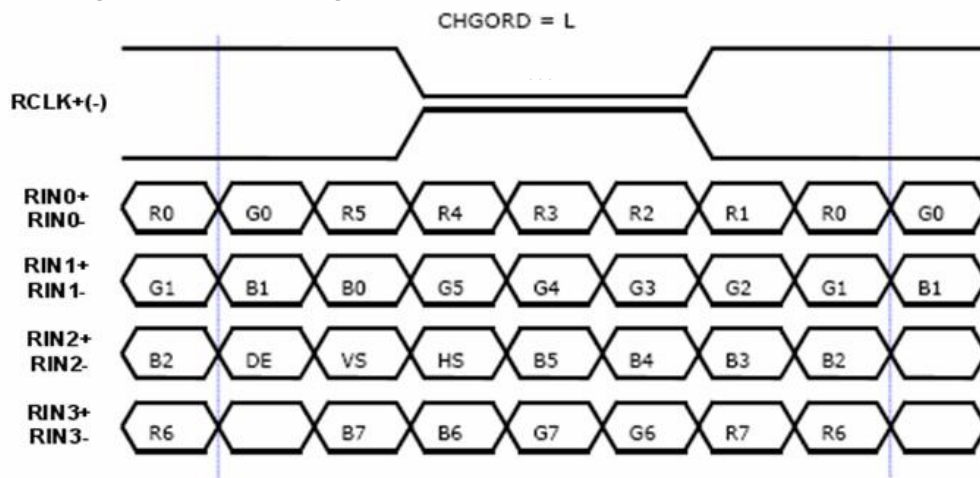 CHGORD = L
RCLK+(-)
RIN0+
RIN0-
R0 G0 R5 R4 R3 R2 R1 R0 G0
RIN1+
RIN1-
G1 B1 B0 G5 G4 G3 G2 G1 B1
RIN2+
RIN2-
B2 DE VS HS B5 B4 B3 B2
RIN3+
RIN3-
R6 B7 B6 G7 G6 R7 R6